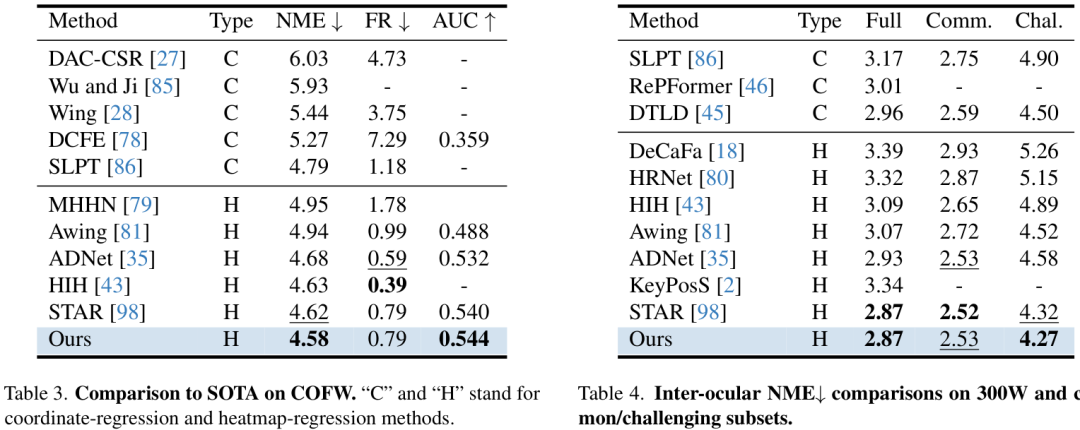 Method Type NME ↓ FR ↓ AUC ↑
DAC-CSR [27] C 6.03 4.73 -
Wu and Ji [85] C 5.93 - -
Wing [28] C 5.44 3.75 -
DCFE [78] C 5.27 7.29 0.359
SLPT [86] C 4.79 1.18 -
MHHN [79] H 4.95 1.78
Awing [81] H 4.94 0.99 0.488
ADNet [35] H 4.68 0.59 0.532
HIH [43] H 4.63 0.39 -
STAR [98] H 4.62 0.79 0.540
Ours H 4.58 0.79 0.544
Table 3. Comparison to SOTA on COFW. “C” and “H” stand for
coordinate-regression and heatmap-regression methods.
Method Type Full Comm. Chal.
SLPT [86] C 3.17 2.75 4.90
RePFormer [46] C 3.01 - -
DTLD [45] C 2.96 2.59 4.50
DeCaFa [18] H 3.39 2.93 5.26
HRNet [80] H 3.32 2.87 5.15
HIH [43] H 3.09 2.65 4.89
Awing [81] H 3.07 2.72 4.52
ADNet [35] H 2.93 2.53 4.58
KeyPosS [2] H 3.34 - -
STAR [98] H 2.87 2.52 4.32
Ours H 2.87 2.53 4.27
Table 4. Inter-ocular NME↓ comparisons on 300W and c
mon/challenging subsets.